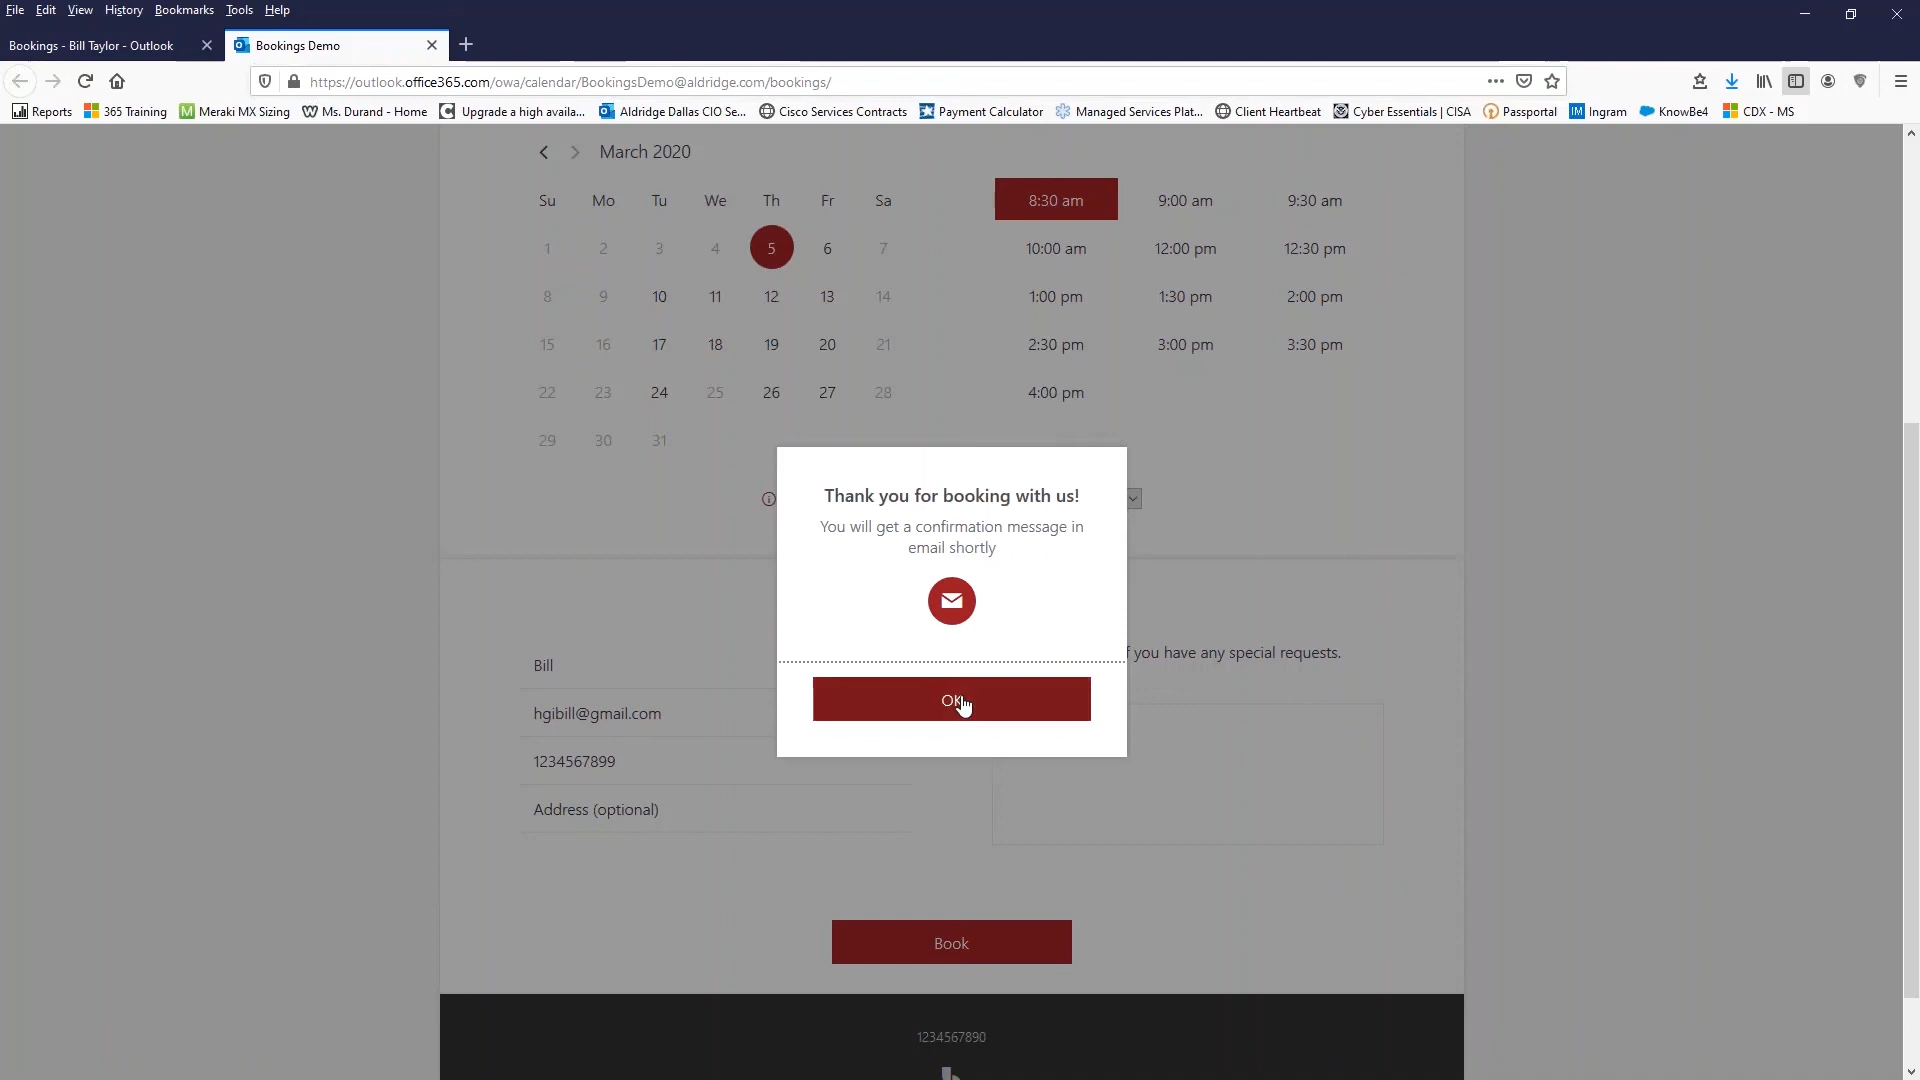 File Edit View History Bookmarks Tools Help
Bookings - Bill Taylor - Outlook
Bookings Demo
https://outlook.office365.com/owa/calendar/BookingsDemo@aldridge.com/bookings/
Reports 365 Training Meraki MX Sizing Ms. Durand - Home Upgrade a high availa... Aldridge Dallas CIO Se... Cisco Services Contracts Payment Calculator Managed Services Plat... Client Heartbeat Cyber Essentials | CISA Passportal Ingram KnowBe4 CDX - MS
March 2020
Su Mo Tu We Th Fr Sa
1 2 3 4 5 6 7
8 9 10 11 12 13 14
15 16 17 18 19 20 21
22 23 24 25 26 27 28
29 30 31
8:30 am 9:00 am 9:30 am
10:00 am 12:00 pm 12:30 pm
1:00 pm 1:30 pm 2:00 pm
2:30 pm 3:00 pm 3:30 pm
4:00 pm
Thank you for booking with us!
You will get a confirmation message in
email shortly
OK
Bill
hgibill@gmail.com
1234567899
Address (optional)
you have any special requests.
Book
1234567890